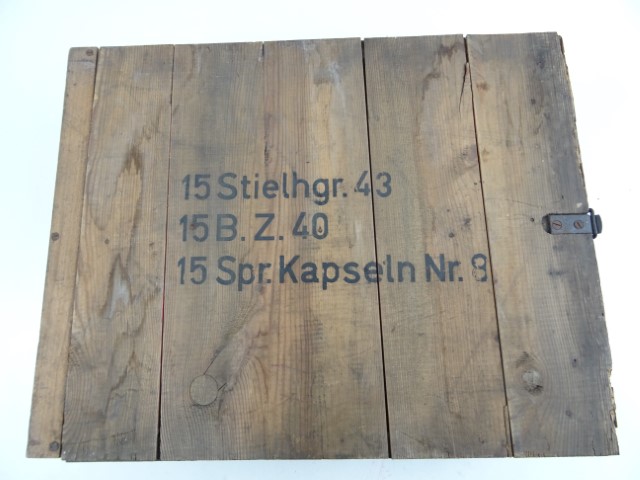 15 Stielhgr. 43
15 B. Z. 40
15 Spr. Kapseln Nr. 8